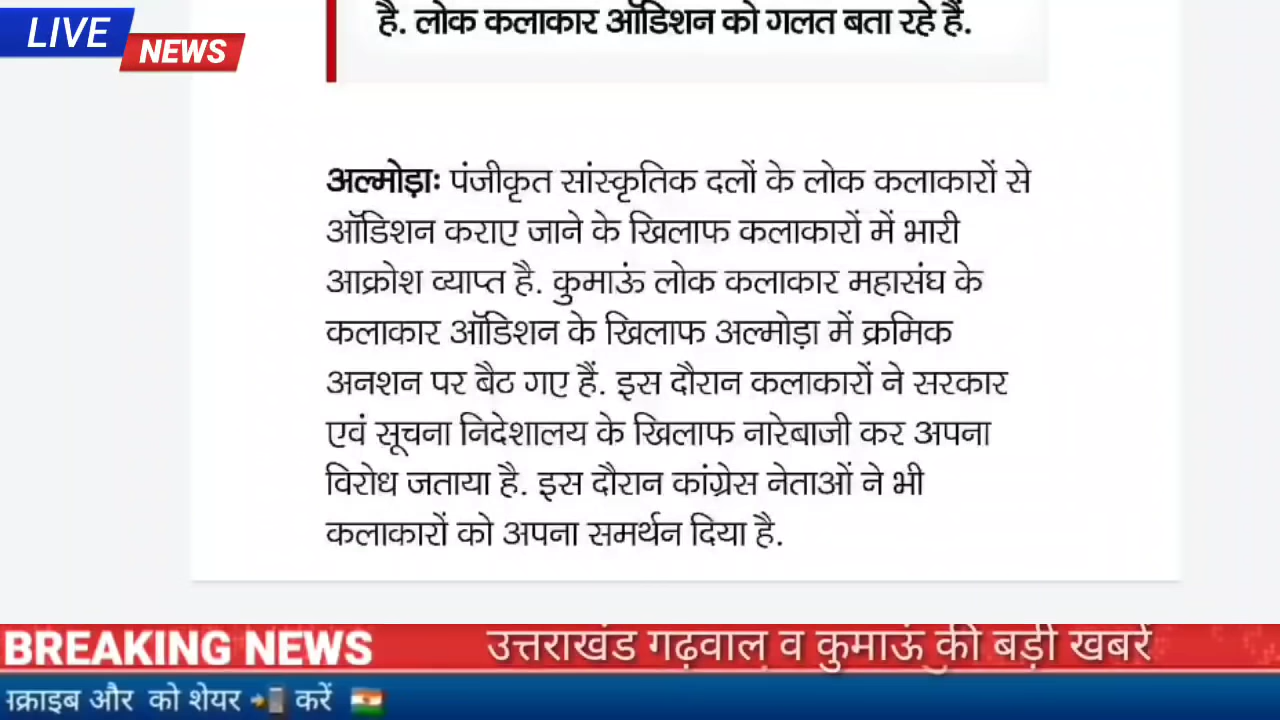 LIVE
NEWS
है. लोक कलाकार ऑडिशन को गलत बता रहे हैं.
अल्मोड़ाः पंजीकृत सांस्कृतिक दलों के लोक कलाकारों से
ऑडिशन कराए जाने के खिलाफ कलाकारों में भारी
आक्रोश व्याप्त है. कुमाऊं लोक कलाकार महासंघ के
कलाकार ऑडिशन के खिलाफ अल्मोड़ा में क्रमिक
अनशन पर बैठ गए हैं. इस दौरान कलाकारों ने सरकार
एवं सूचना निदेशालय के खिलाफ नारेबाजी कर अपना
विरोध जताया है. इस दौरान कांग्रेस नेताओं ने भी
कलाकारों को अपना समर्थन दिया है.
BREAKING NEWS
उत्तराखंड गढ़वाल व कुमाऊं की बड़ी खबरें
और को शेयर करें